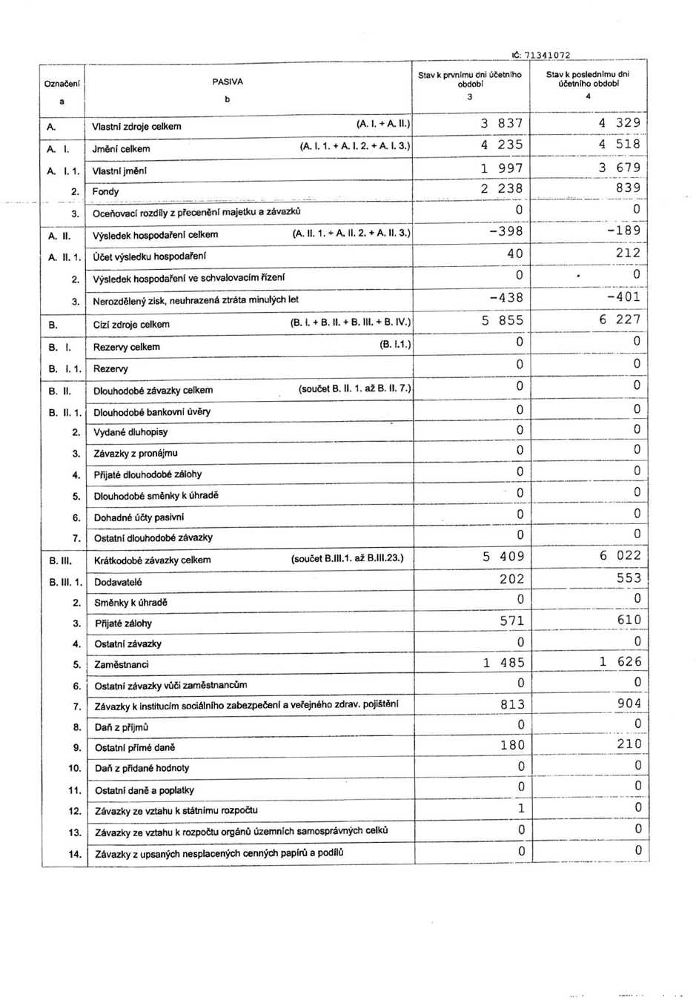 IČ: 71341072
Označení PASIVA Stav k prvnímu dni účetního období Stav k poslednímu dni účetního období
a b 3 4
A. Vlastní zdroje celkem (A. I. + A. II.) 3 837 4 329
A. I. Jmění celkem (A. I. 1. + A. I. 2. + A. I. 3.) 4 235 4 518
A. I. 1. Vlastní jmění 1 997 3 679
2. Fondy 2 238 839
3. Oceňovací rozdíly z přecenění majetku a závazků 0 0
A. II. Výsledek hospodaření celkem (A. II. 1. + A. II. 2. + A. II. 3.) -398 -189
A. II. 1. Účet výsledku hospodaření 40 212
2. Výsledek hospodaření ve schvalovacím řízení 0 0
3. Nerozdělený zisk, neuhrazená ztráta minulých let -438 -401
B. Cizí zdroje celkem (B. I. + B. II. + B. III. + B. IV.) 5 855 6 227
B. I. Rezervy celkem (B. I.1.) 0 0
B. I. 1. Rezervy 0 0
B. II. Dlouhodobé závazky celkem (součet B. II. 1. až B. II. 7.) 0 0
B. II. 1. Dlouhodobé bankovní úvěry 0 0
2. Vydané dluhopisy 0 0
3. Závazky z pronájmu 0 0
4. Přijaté dlouhodobé zálohy 0 0
5. Dlouhodobé směnky k úhradě 0 0
6. Dohadné účty pasivní 0 0
7. Ostatní dlouhodobé závazky 0 0
B. III. Krátkodobé závazky celkem (součet B.III.1. až B.III.23.) 5 409 6 022
B. III. 1. Dodavatelé 202 553
2. Směnky k úhradě 0 0
3. Přijaté zálohy 571 610
4. Ostatní závazky 0 0
5. Zaměstnanci 1 485 1 626
6. Ostatní závazky vůči zaměstnancům 0 0
7. Závazky k institucím sociálního zabezpečení a veřejného zdrav. pojištění 813 904
8. Daň z příjmů 0 0
9. Ostatní přímé daně 180 210
10. Daň z přidané hodnoty 0 0
11. Ostatní daně a poplatky 0 0
12. Závazky ze vztahu k státnímu rozpočtu 1 0
13. Závazky ze vztahu k rozpočtu orgánů územních samosprávných celků 0 0
14. Závazky z upsaných nesplacených cenných papírů a podílů 0 0